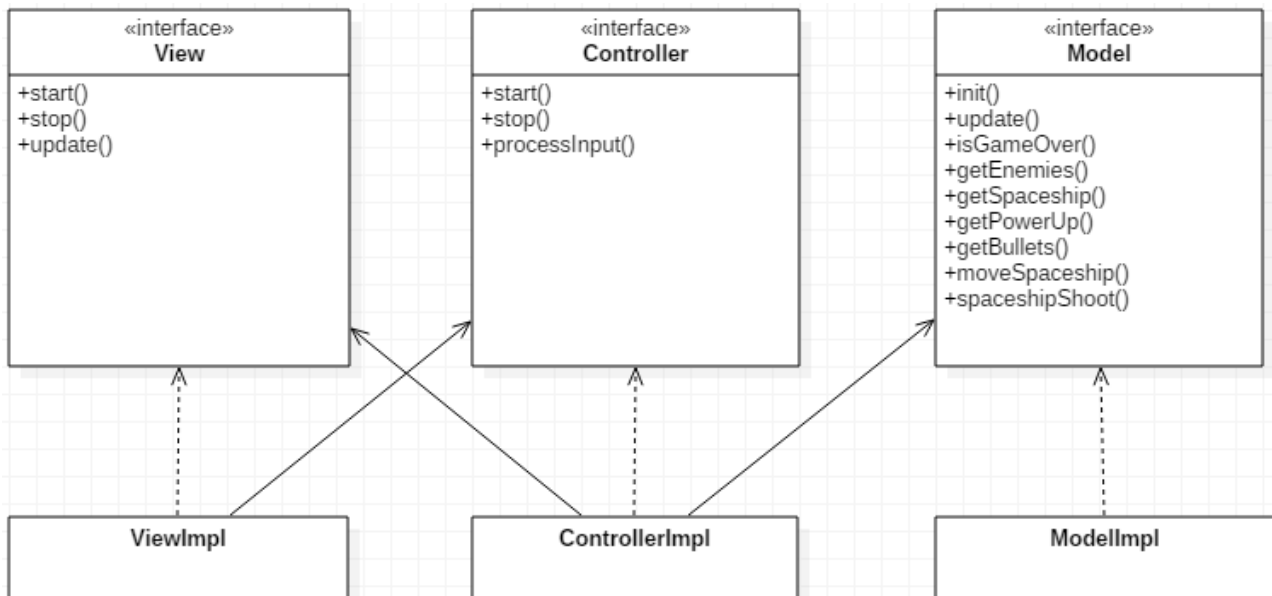 «interface»
View
+start()
+stop()
+update()
«interface»
Controller
+start()
+stop()
+processInput()
«interface»
Model
+init()
+update()
+isGameOver()
+getEnemies()
+getSpaceship()
+getPowerUp()
+getBullets()
+moveSpaceship()
+spaceshipShoot()
ViewImpl
ControllerImpl
ModelImpl